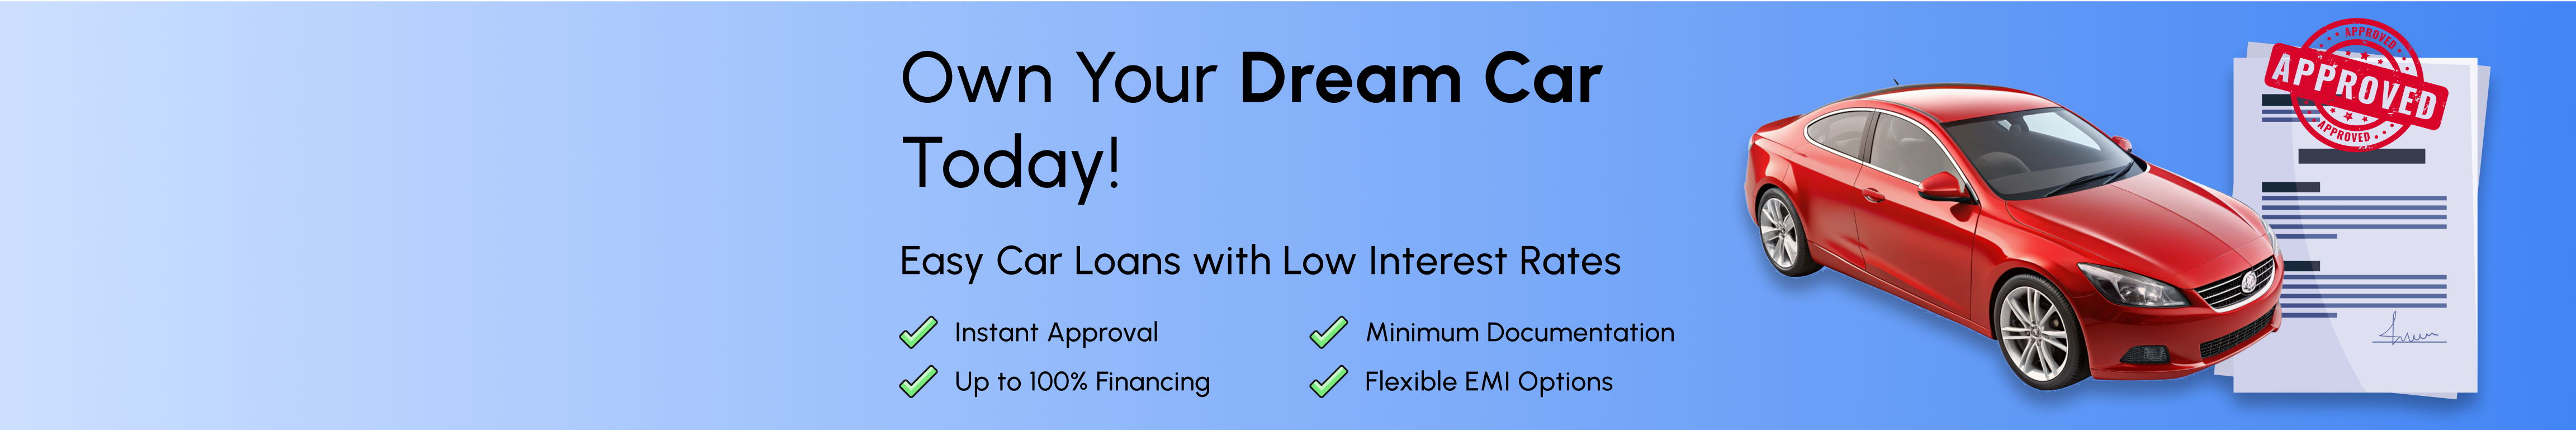 Own Your Dream Car
Today!
Easy Car Loans with Low Interest Rates
Instant Approval
Minimum Documentation
Up to 100% Financing
Flexible EMI Options
APPROVED
APPROVED
APPROVED